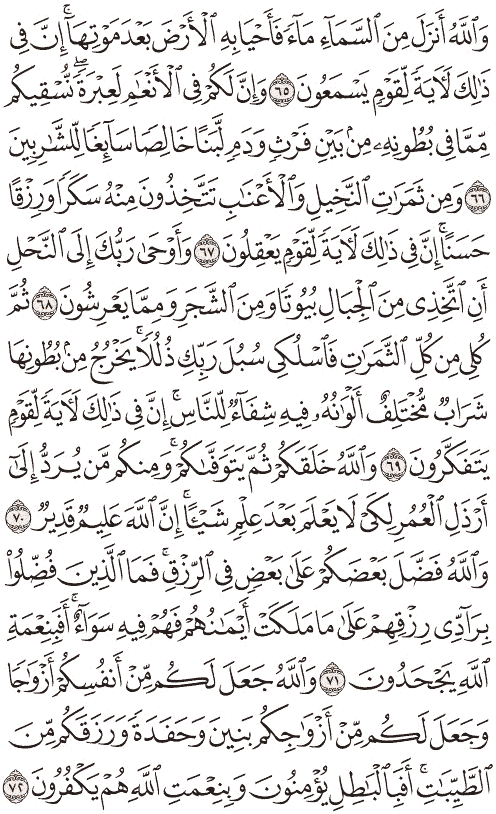 وَٱللَّهُ أَنزَلَ مِنَ ٱلسَّمَآءِ مَآءً فَأَحْيَا بِهِ ٱلْأَرْضَ بَعْدَ مَوْتِهَآ ۚ إِنَّ فِى
ذَٰلِكَ لَـَٔايَةً لِّقَوْمٍ يَسْمَعُونَ ٦٥ وَإِنَّ لَكُمْ فِى ٱلْأَنْعَٰمِ لَعِبْرَةً ۖ نُّسْقِيكُم
مِّمَّا فِى بُطُونِهِۦ مِنۢ بَيْنِ فَرْثٍ وَدَمٍ لَّبَنًا خَالِصًا سَآئِغًا لِّلشَّٰرِبِينَ
٦٦ وَمِن ثَمَرَٰتِ ٱلنَّخِيلِ وَٱلْأَعْنَٰبِ تَتَّخِذُونَ مِنْهُ سَكَرًا وَرِزْقًا
حَسَنًا ۗ إِنَّ فِى ذَٰلِكَ لَـَٔايَةً لِّقَوْمٍ يَعْقِلُونَ ٦٧ وَأَوْحَىٰ رَبُّكَ إِلَى ٱلنَّحْلِ
أَنِ ٱتَّخِذِى مِنَ ٱلْجِبَالِ بُيُوتًا وَمِنَ ٱلشَّجَرِ وَمِمَّا يَعْرِشُونَ ٦٨ ثُمَّ
كُلِى مِن كُلِّ ٱلثَّمَرَٰتِ فَٱسْلُكِى سُبُلَ رَبِّكِ ذُلُلًا ۚ يَخْرُجُ مِنۢ بُطُونِهَا
شَرَابٌ مُّخْتَلِفٌ أَلْوَٰنُهُۥ فِيهِ شِفَآءٌ لِّلنَّاسِ ۗ إِنَّ فِى ذَٰلِكَ لَـَٔايَةً لِّقَوْمٍ
يَتَفَكَّرُونَ ٦٩ وَٱللَّهُ خَلَقَكُمْ ثُمَّ يَتَوَفَّىٰكُمْ ۚ وَمِنكُم مَّن يُرَدُّ إِلَىٰٓ
أَرْذَلِ ٱلْعُمُرِ لِكَىْ لَا يَعْلَمَ بَعْدَ عِلْمٍ شَيْـًٔا ۚ إِنَّ ٱللَّهَ عَلِيمٌ قَدِيرٌ ٧٠
وَٱللَّهُ فَضَّلَ بَعْضَكُمْ عَلَىٰ بَعْضٍ فِى ٱلرِّزْقِ ۚ فَمَا ٱلَّذِينَ فُضِّلُوا۟
بِرَآدِّى رِزْقِهِمْ عَلَىٰ مَا مَلَكَتْ أَيْمَٰنُهُمْ فَهُمْ فِيهِ سَوَآءٌ ۚ أَفَبِنِعْمَةِ
ٱللَّهِ يَجْحَدُونَ ٧١ وَٱللَّهُ جَعَلَ لَكُم مِّنْ أَنفُسِكُمْ أَزْوَٰجًا
وَجَعَلَ لَكُم مِّنْ أَزْوَٰجِكُم بَنِينَ وَحَفَدَةً وَرَزَقَكُم مِّنَ
ٱلطَّيِّبَٰتِ ۚ أَفَبِٱلْبَٰطِلِ يُؤْمِنُونَ وَبِنِعْمَتِ ٱللَّهِ هُمْ يَكْفُرُونَ ٧٢